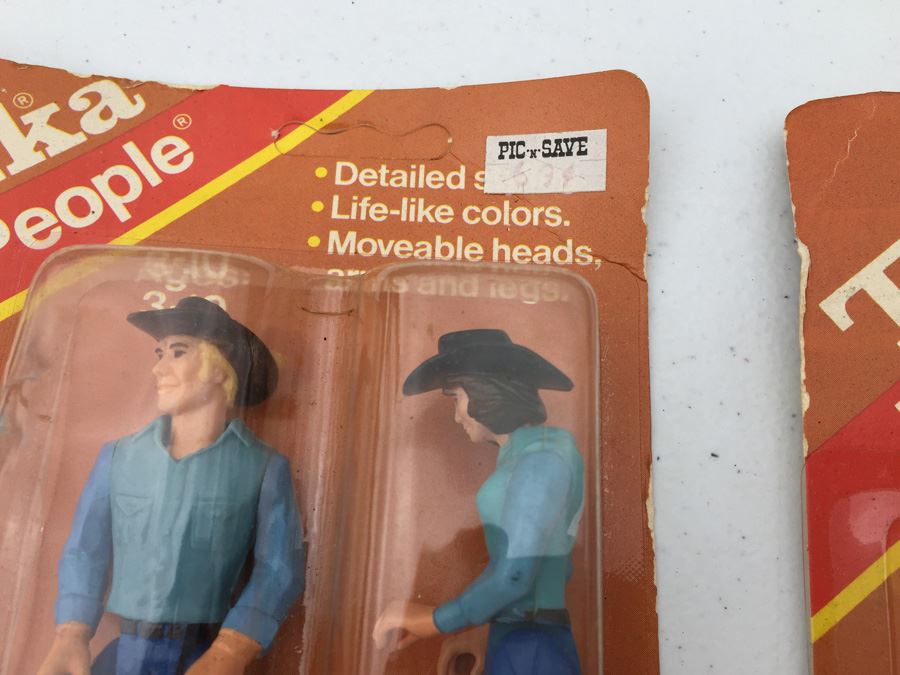 ka®
People®
PIC 'N' SAVE
• Detailed s
• Life-like colors.
• Moveable heads,
arms and legs.
T